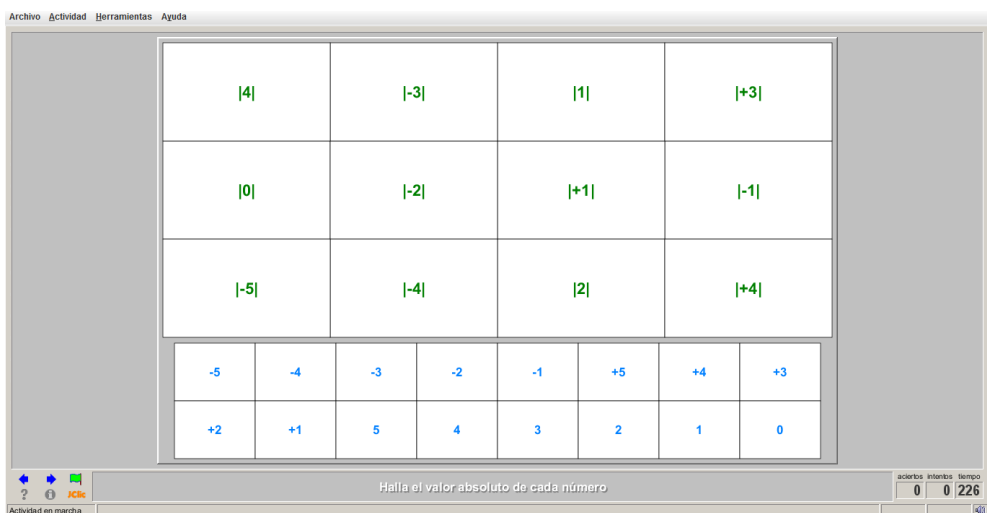 Archivo Actividad Herramientas Ayuda
|4| |-3| |1| |+3|
|0| |-2| |+1| |-1|
|-5| |-4| |2| |+4|
-5 -4 -3 -2 -1 +5 +4 +3
+2 +1 5 4 3 2 1 0
Halla el valor absoluto de cada número
aciertos intentos tiempo
0 0 226
? i JClic
Actividad en marcha